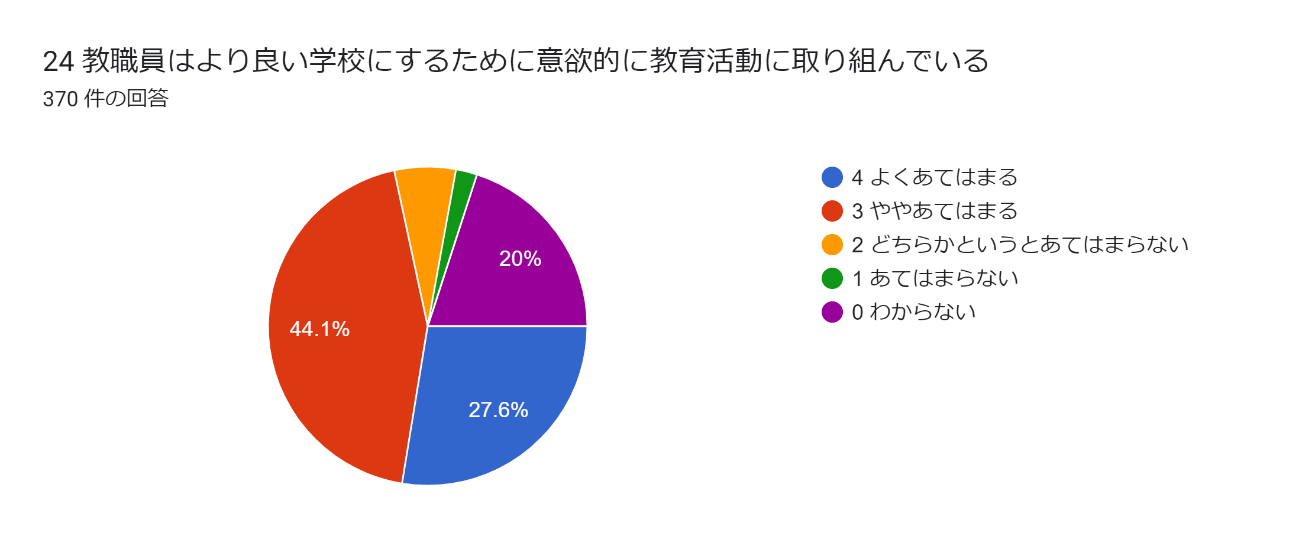 24 教職員はより良い学校にするために意欲的に教育活動に取り組んでいる
370 件の回答
4 よくあてはまる
3 ややあてはまる
2 どちらかというとあてはまらない
1 あてはまらない
0 わからない
20%
44.1%
27.6%